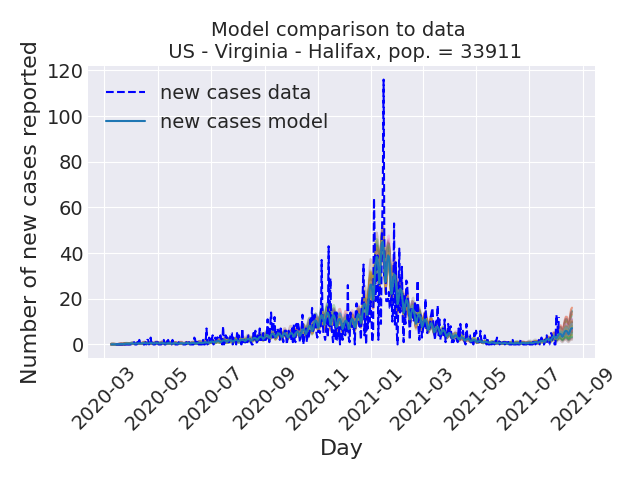 Model comparison to data
US - Virginia - Halifax, pop. = 33911
Number of new cases reported
120
100
80
60
40
20
0
new cases data
new cases model
2020-03
2020-05
2020-07
2020-09
2020-11
2021-01
2021-03
2021-05
2021-07
2021-09
Day